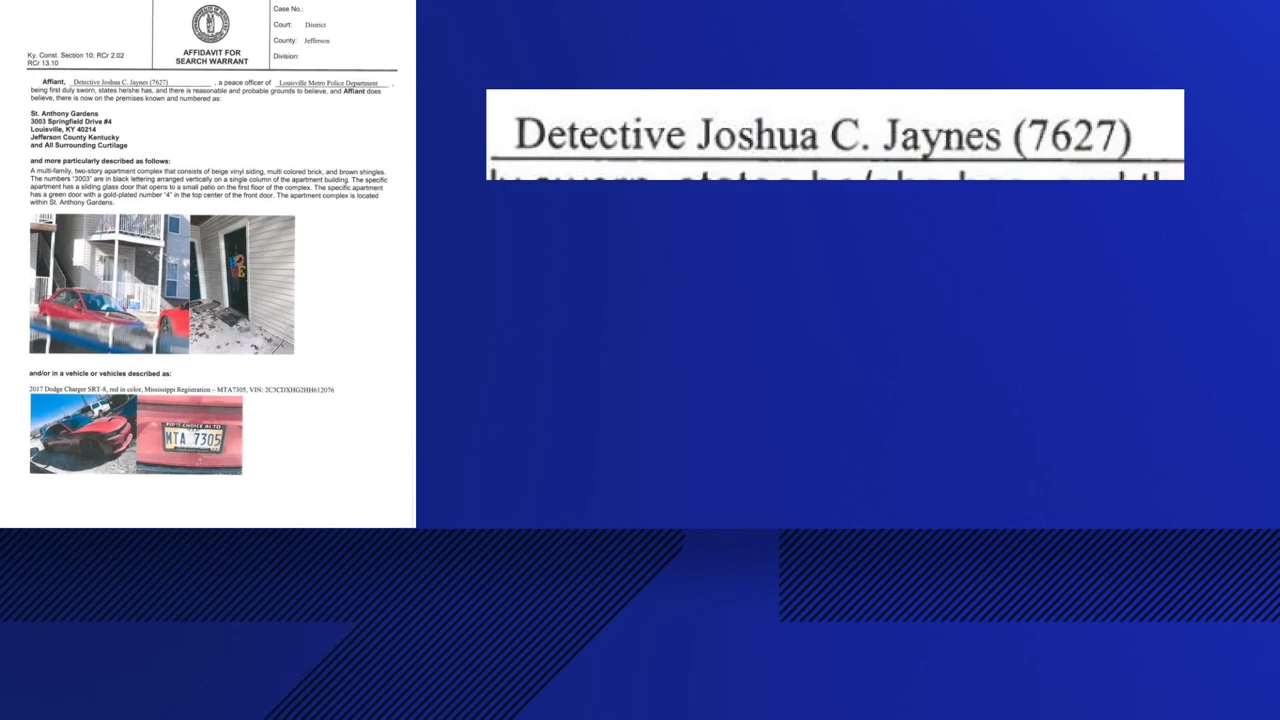 Case No.:
Court: District
County: Jefferson
Division:
AFFIDAVIT FOR
SEARCH WARRANT
Ky. Const. Section 10; RCr 2.02
RCr 13.10
Affiant, Detective Joshua C. Jaynes (7627), a peace officer of Louisville Metro Police Department,
being first duly sworn, states he/she has, and there is reasonable and probable grounds to believe, and Affiant does
believe, there is now on the premises known and numbered as:
St. Anthony Gardens
3003 Springfield Drive #4
Louisville, KY 40214
Jefferson County Kentucky
and All Surrounding Curtilage
and more particularly described as follows:
A multi-family, two-story apartment complex that consists of beige vinyl siding, multi colored brick, and brown shingles.
The numbers "3003" are in black lettering arranged vertically on a single column of the apartment building. The specific
apartment has a sliding glass door that opens to a small patio on the first floor of the complex. The specific apartment
has a green door with a gold-plated number "4" in the top center of the front door. The apartment complex is located
within St. Anthony Gardens.
and/or in a vehicle or vehicles described as:
2017 Dodge Charger SRT-8, red in color, Mississippi Registration – MTA7305, VIN: 2C3CDXHG2HH612076
MTA 7305
Detective Joshua C. Jaynes (7627)